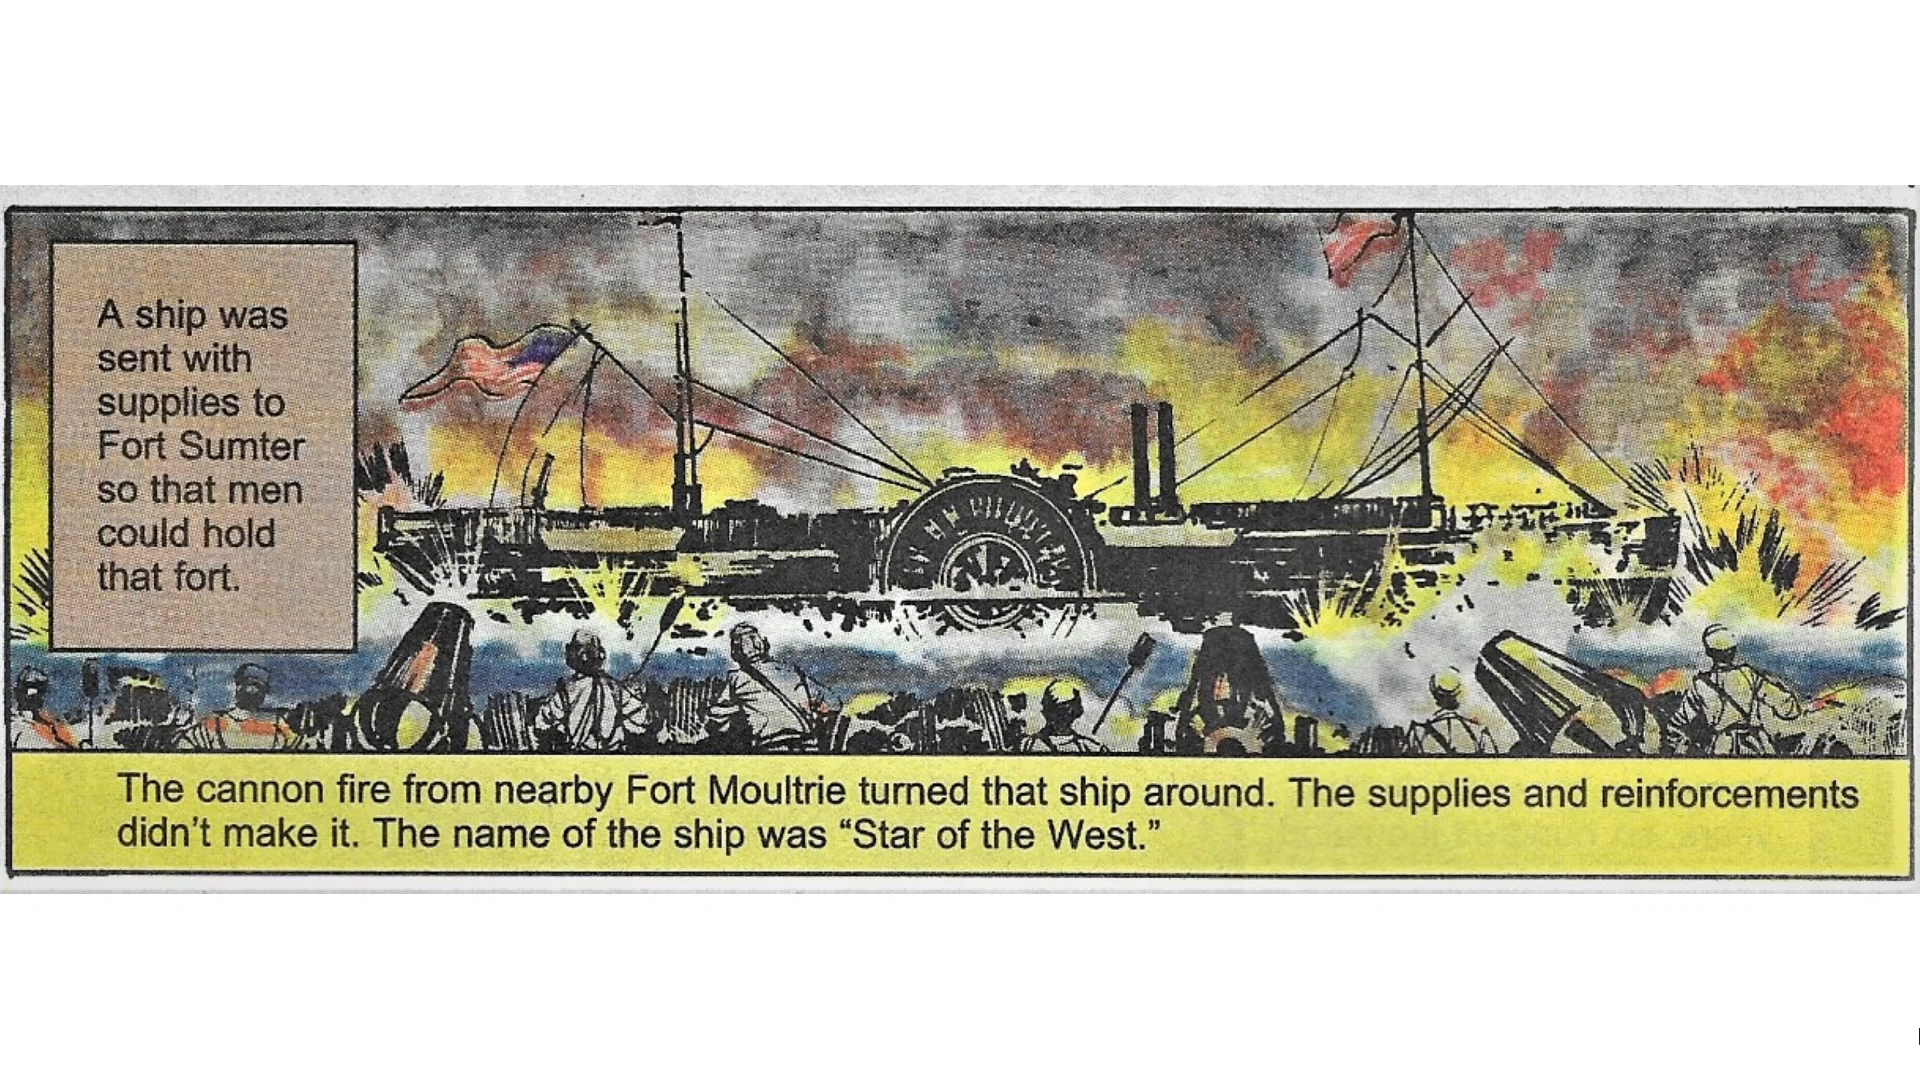 A ship was
sent with
supplies to
Fort Sumter
so that men
could hold
that fort.
The cannon fire from nearby Fort Moultrie turned that ship around. The supplies and reinforcements
didn't make it. The name of the ship was “Star of the West.”